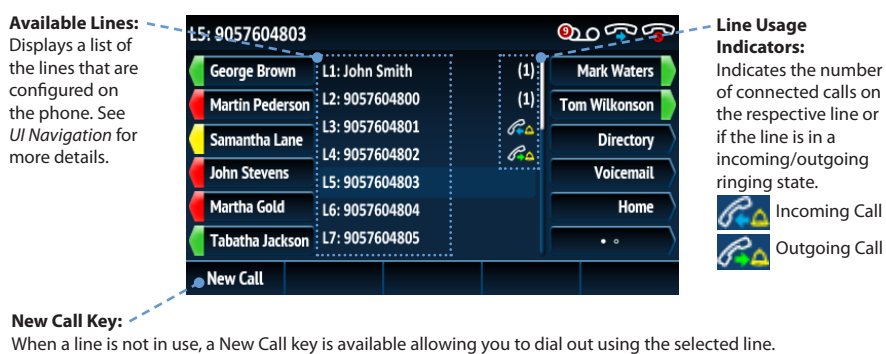 Available Lines:
Displays a list of
the lines that are
configured on
the phone. See
UI Navigation for
more details.
L5: 9057604803
9
George Brown
Martin Pederson
Samantha Lane
John Stevens
Martha Gold
Tabatha Jackson
L1: John Smith (1)
L2: 9057604800 (1)
L3: 9057604801
L4: 9057604802
L5: 9057604803
L6: 9057604804
L7: 9057604805
Mark Waters
Tom Wilkonson
Directory
Voicemail
Home
New Call
Line Usage
Indicators:
Indicates the number
of connected calls on
the respective line or
if the line is in a
incoming/outgoing
ringing state.
Incoming Call
Outgoing Call
New Call Key:
When a line is not in use, a New Call key is available allowing you to dial out using the selected line.